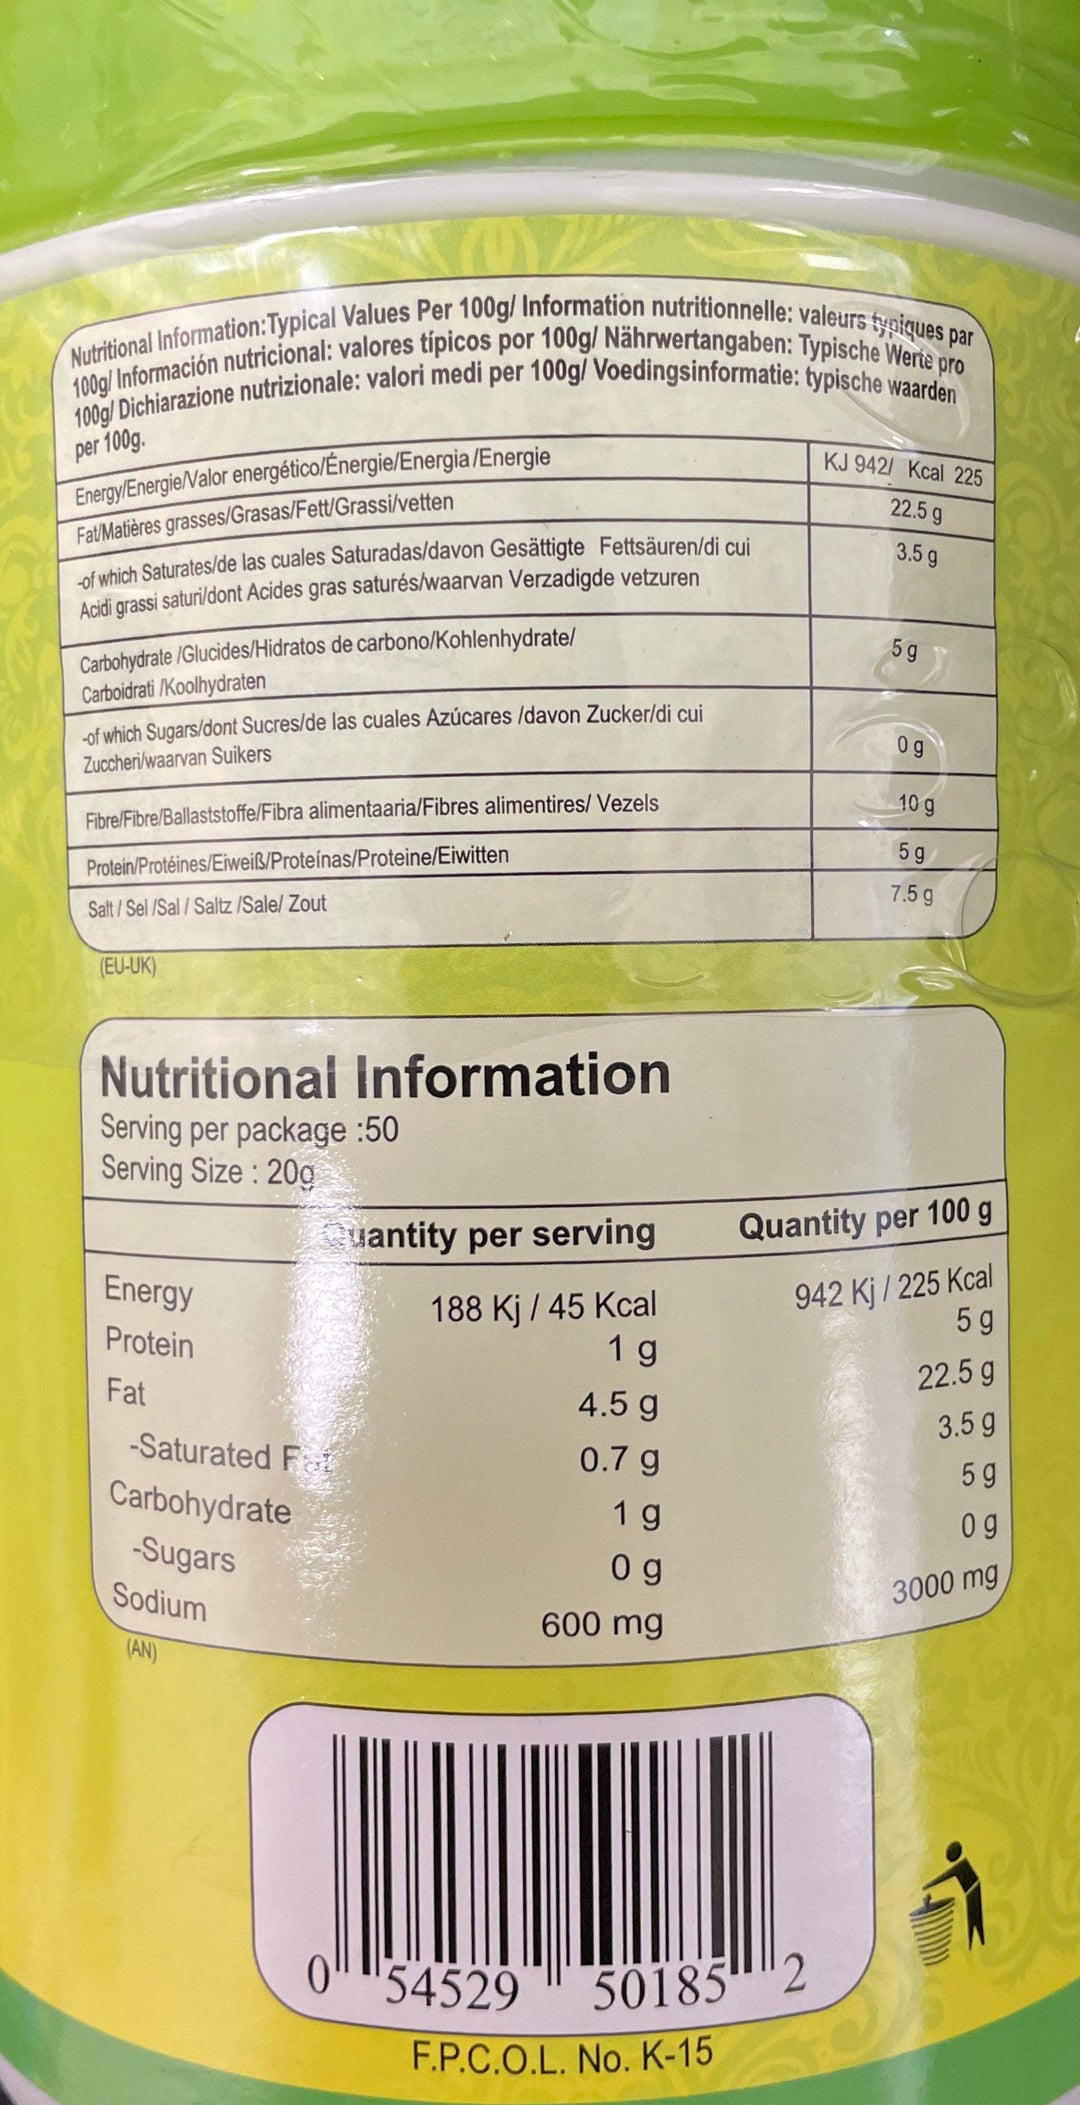 Nutritional Information:Typical Values Per 100g/ Information nutritionnelle: valeurs typiques par
100g/ Información nutricional: valores típicos por 100g/ Nährwertangaben: Typische Werte pro
100g/ Dichiarazione nutrizionale: valori medi per 100g/ Voedingsinformatie: typische waarden
per 100g.
Energy/Energie/Valor energético/Énergie/Energia/Energie KJ 942/ Kcal 225
Fat/Matières grasses/Grasas/Fett/Grassi/vetten 22.5 g
-of which Saturates/de las cuales Saturadas/davon Gesättigte Fettsäuren/di cui 3.5 g
Acidi grassi saturi/dont Acides gras saturés/waarvan Verzadigde vetzuren
Carbohydrate /Glucides/Hidratos de carbono/Kohlenhydrate/ 5 g
Carboidrati /Koolhydraten
-of which Sugars/dont Sucres/de las cuales Azúcares /davon Zucker/di cui
Zuccheri/waarvan Suikers 0 g
Fibre/Fibre/Ballaststoffe/Fibra alimentaaria/Fibres alimentires/ Vezels 10 g
Protein/Protéines/Eiweiß/Proteínas/Proteine/Eiwitten 5 g
Salt / Sel /Sal / Saltz /Sale/ Zout 7.5 g
(EU-UK)
Nutritional Information
Serving per package :50
Serving Size : 20g
Quantity per serving Quantity per 100 g
Energy 188 Kj / 45 Kcal 942 Kj / 225 Kcal
Protein 1 g 5 g
Fat 4.5 g 22.5 g
-Saturated Fat 0.7 g 3.5 g
Carbohydrate 1 g 5 g
-Sugars 0 g 0 g
Sodium 600 mg 3000 mg
(AN)
0 54529 50185 2
F.P.C.O.L. No. K-15